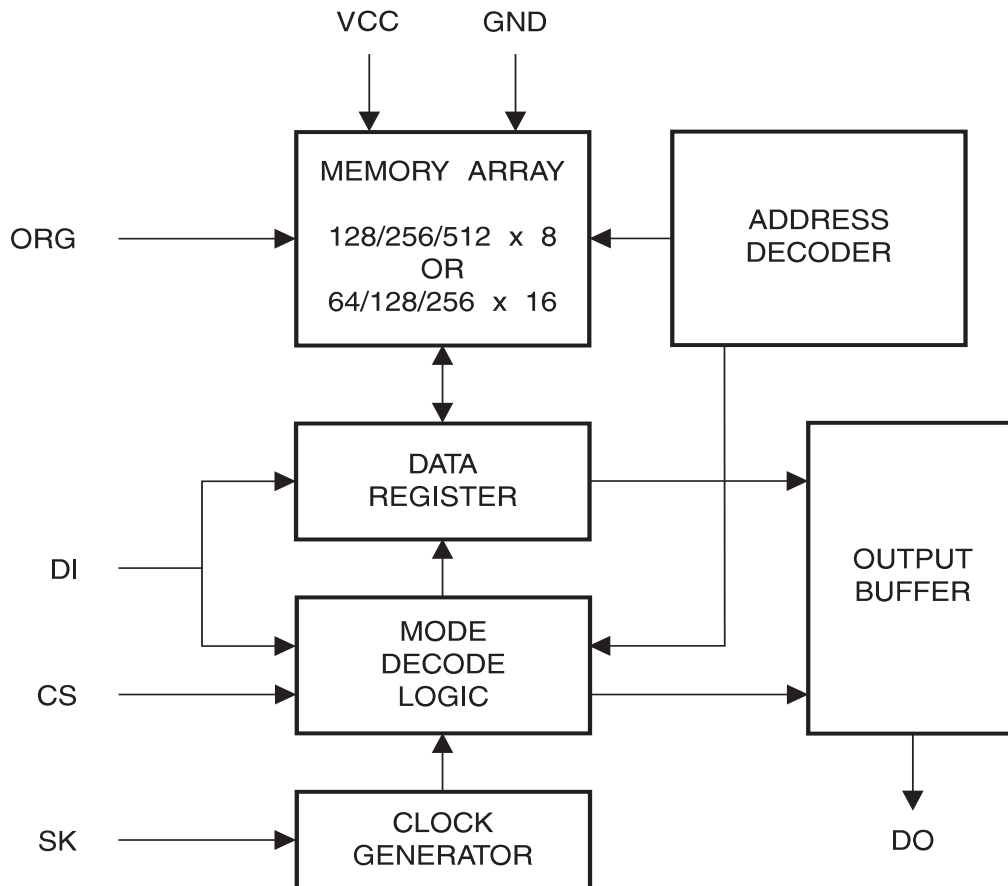 VCC
GND
MEMORY ARRAY
128/256/512 x 8
OR
64/128/256 x 16
ADDRESS
DECODER
ORG
DATA
REGISTER
DI
OUTPUT
BUFFER
MODE
DECODE
LOGIC
CS
CLOCK
GENERATOR
SK
DO